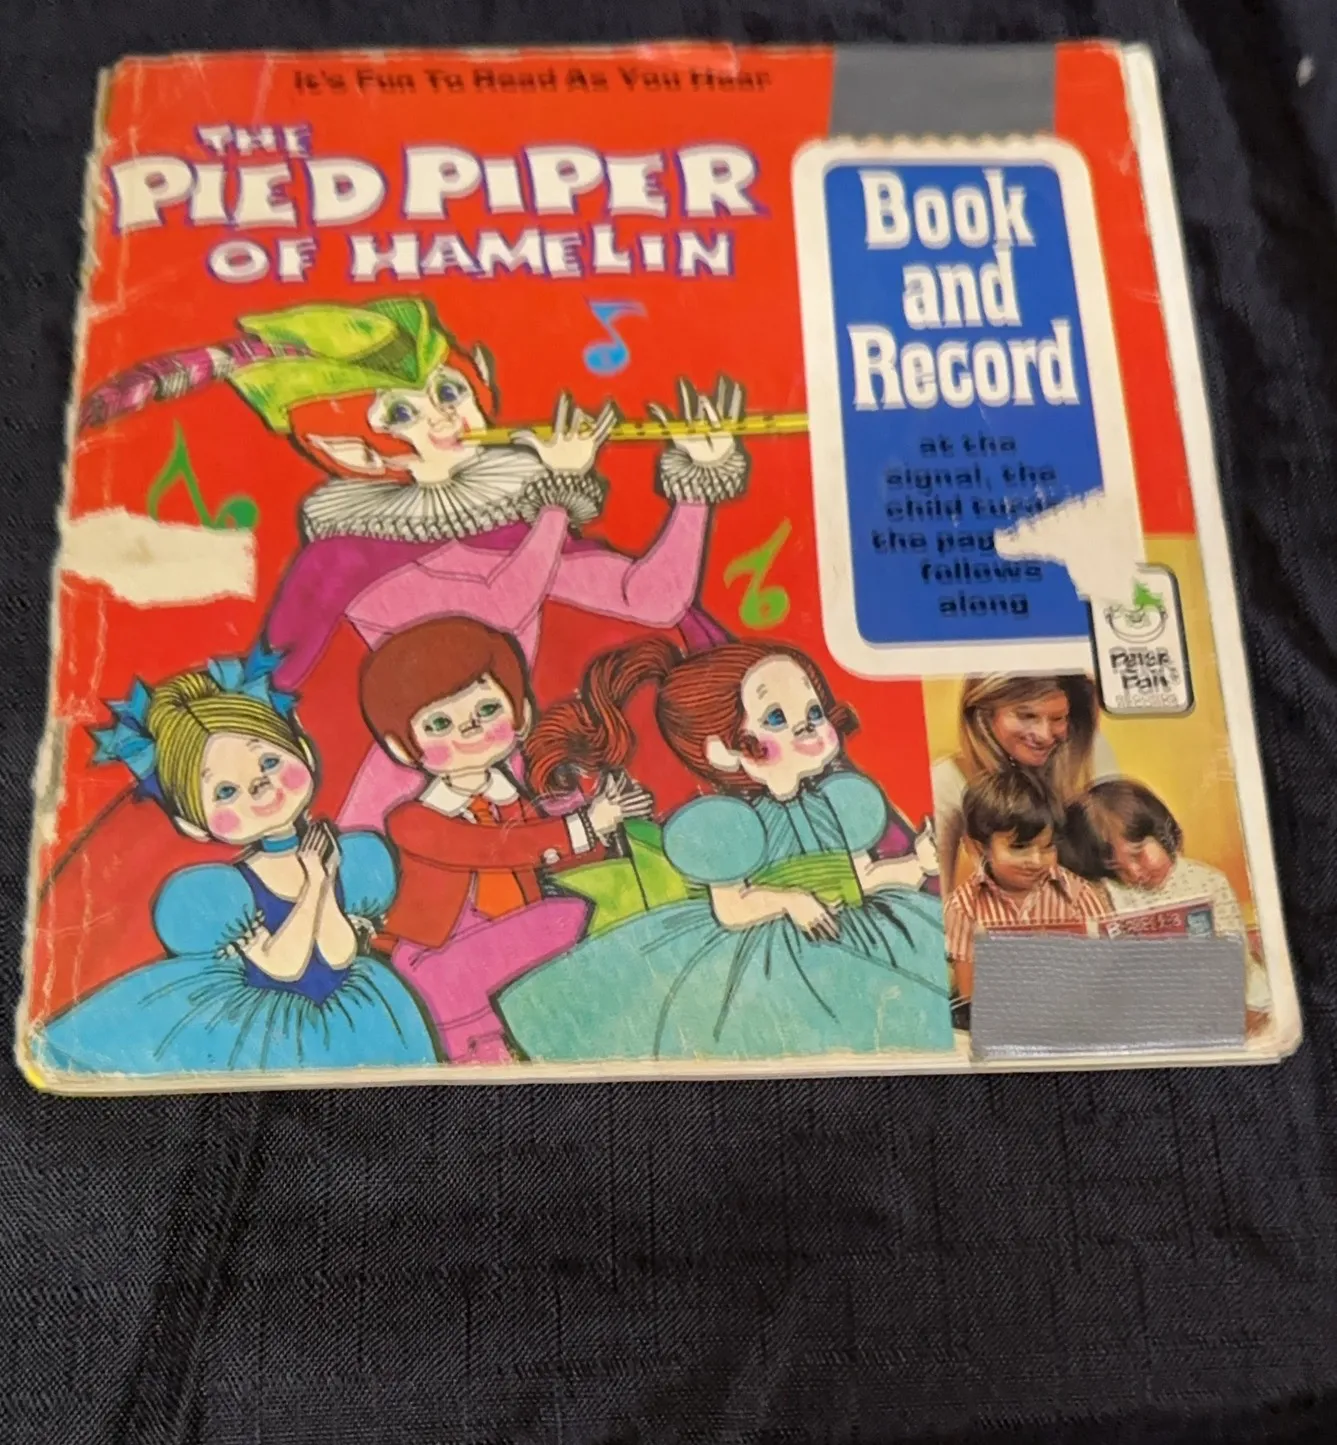 It's Fun To Read As You Hear
THE
PIED PIPER
OF HAMELIN
Book
and
Record
at the
signal, the
child turns
the pag
follows
along
Peter
Pan